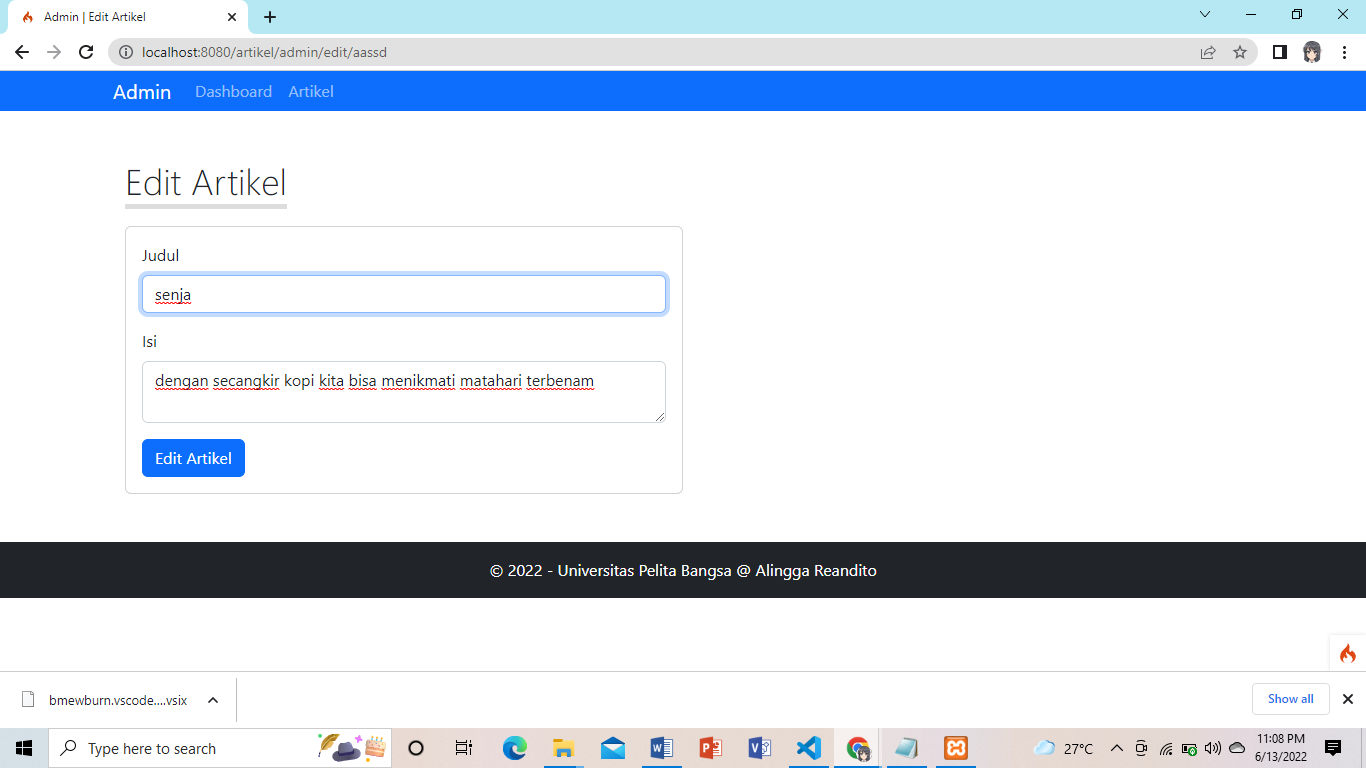 Admin | Edit Artikel
localhost:8080/artikel/admin/edit/aassd
Admin Dashboard Artikel
Edit Artikel
Judul
senja
Isi
dengan secangkir kopi kita bisa menikmati matahari terbenam
Edit Artikel
© 2022 - Universitas Pelita Bangsa @ Alingga Reandito
bmewburn.vscode....vsix
Show all
Type here to search
27°C
11:08 PM
6/13/2022